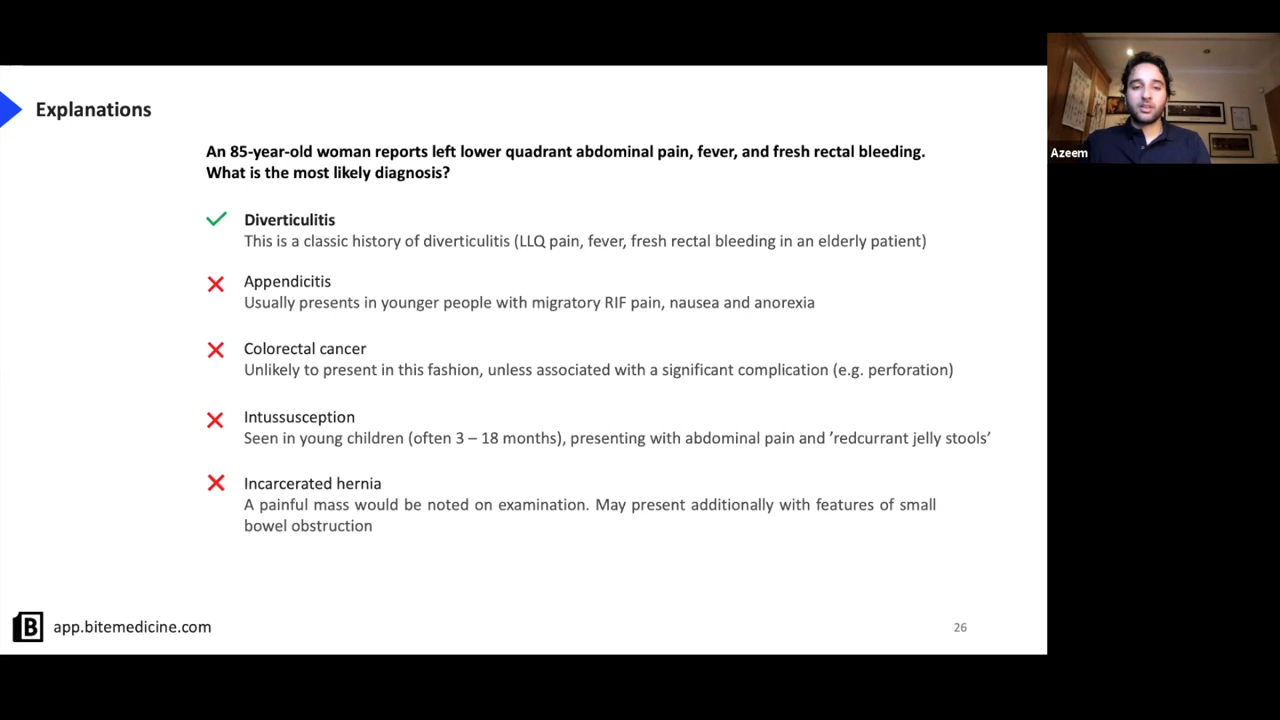 Explanations
An 85-year-old woman reports left lower quadrant abdominal pain, fever, and fresh rectal bleeding.
What is the most likely diagnosis?
Diverticulitis
This is a classic history of diverticulitis (LLQ pain, fever, fresh rectal bleeding in an elderly patient)
Appendicitis
Usually presents in younger people with migratory RIF pain, nausea and anorexia
Colorectal cancer
Unlikely to present in this fashion, unless associated with a significant complication (e.g. perforation)
Intussusception
Seen in young children (often 3 – 18 months), presenting with abdominal pain and ’redcurrant jelly stools’
Incarcerated hernia
A painful mass would be noted on examination. May present additionally with features of small
bowel obstruction
B app.bitemedicine.com
26
Azeem